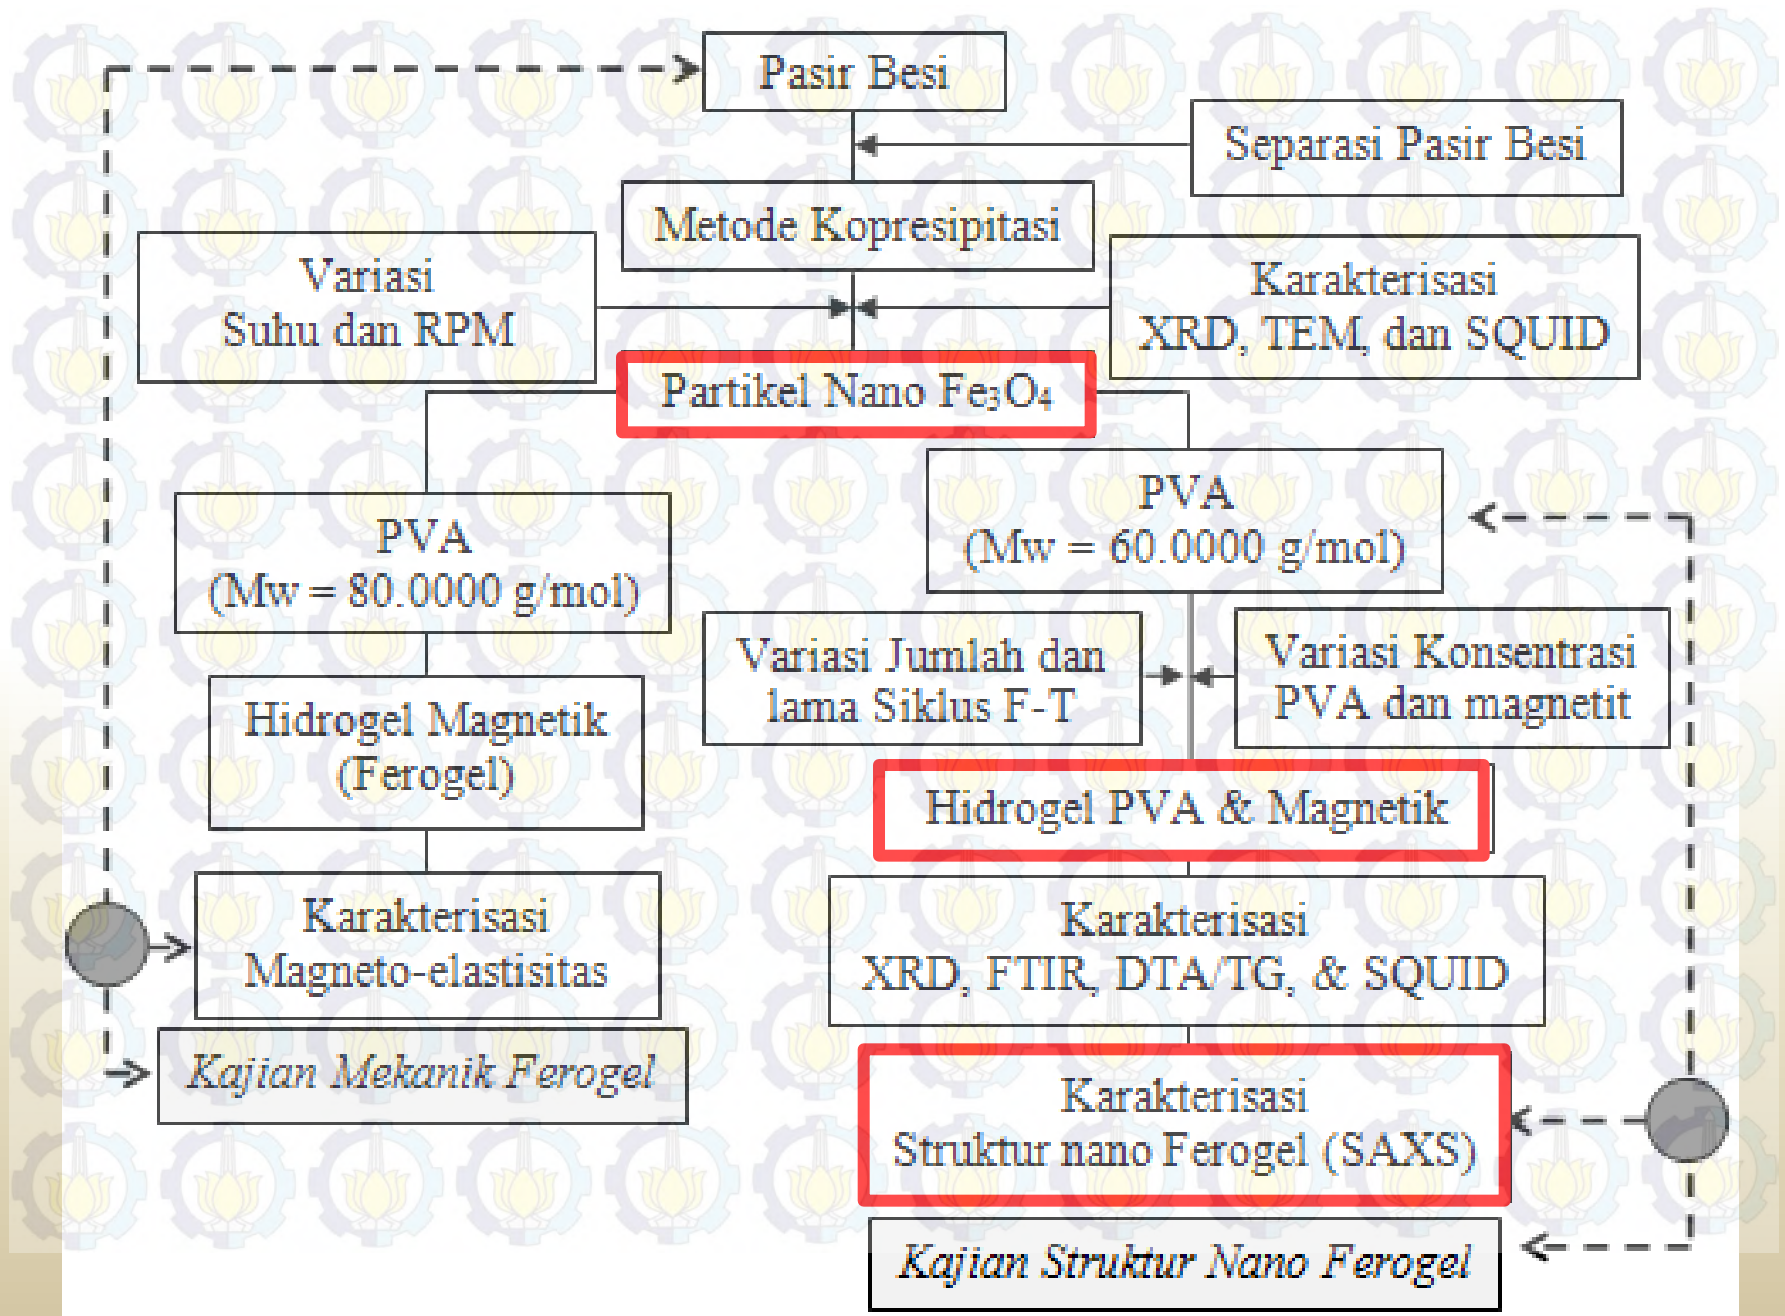 Pasir Besi
Separasi Pasir Besi
Metode Kopresipitasi
Variasi
Suhu dan RPM
Karakterisasi
XRD, TEM, dan SQUID
Partikel Nano Fe₃O₄
PVA
(Mw = 80.0000 g/mol)
PVA
(Mw = 60.0000 g/mol)
Variasi Jumlah dan
lama Siklus F-T
Variasi Konsentrasi
PVA dan magnetit
Hidrogel Magnetik
(Ferogel)
Hidrogel PVA & Magnetik
Karakterisasi
Magneto-elastisitas
Karakterisasi
XRD, FTIR, DTA/TG, & SQUID
Kajian Mekanik Ferogel
Karakterisasi
Struktur nano Ferogel (SAXS)
Kajian Struktur Nano Ferogel